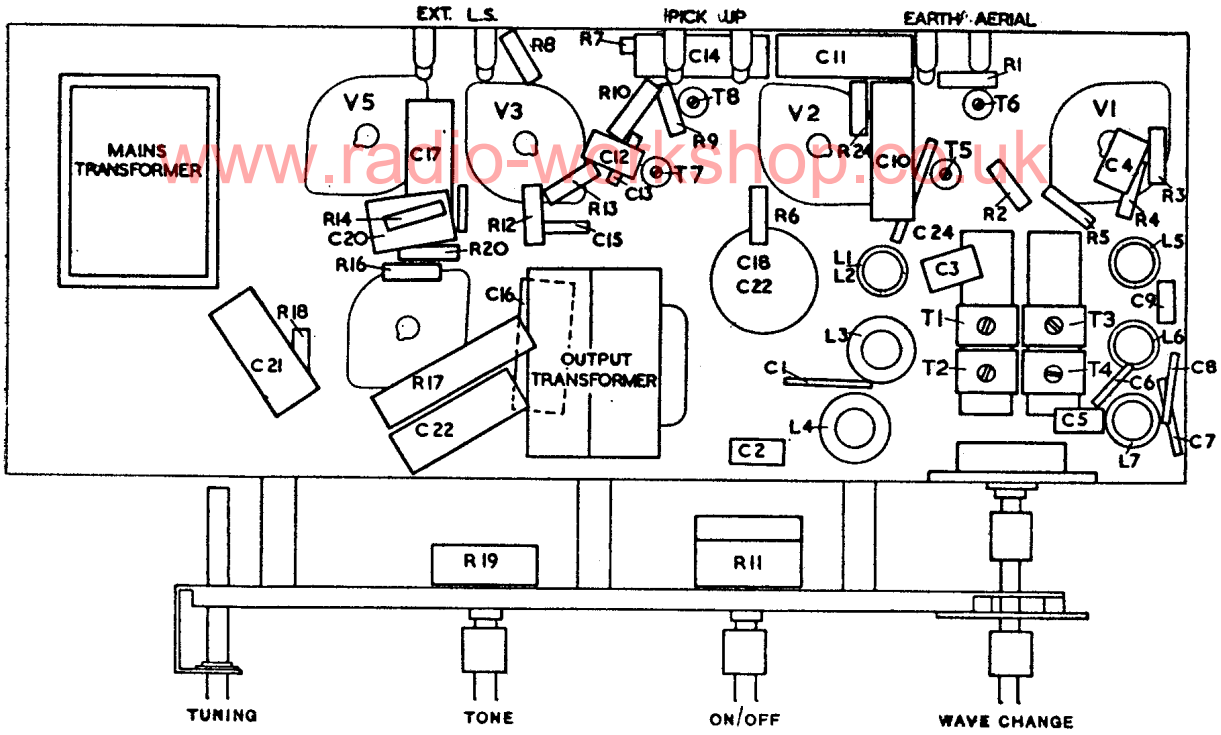 EXT. L.S.
PICK UP
EARTH/ AERIAL
R8
R7
C14
C11
R1
V5
V3
R10
T8
V2
T6
V1
R9
MAINS
TRANSFORMER
C17
C12
T7
R24
C10
T5
C4
www.radio-workshop.co.uk
C13
R3
R14
R12
R13
R6
R2
R4
C20
R20
C15
C24
R5
L5
R16
C18
C22
L1
L2
C3
C16
C9
R18
T1
T3
L3
L6
C21
R17
OUTPUT
TRANSFORMER
C1
T2
T4
C6
C8
C22
L4
C5
C2
L7
C7
R19
R11
TUNING
TONE
ON/OFF
WAVE CHANGE